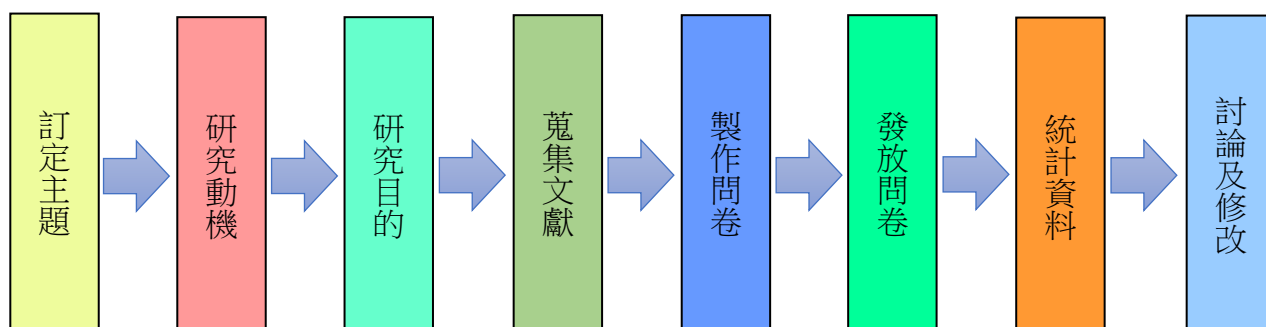 訂定主題
研究動機
研究目的
蒐集文獻
製作問卷
發放問卷
統計資料
討論及修改